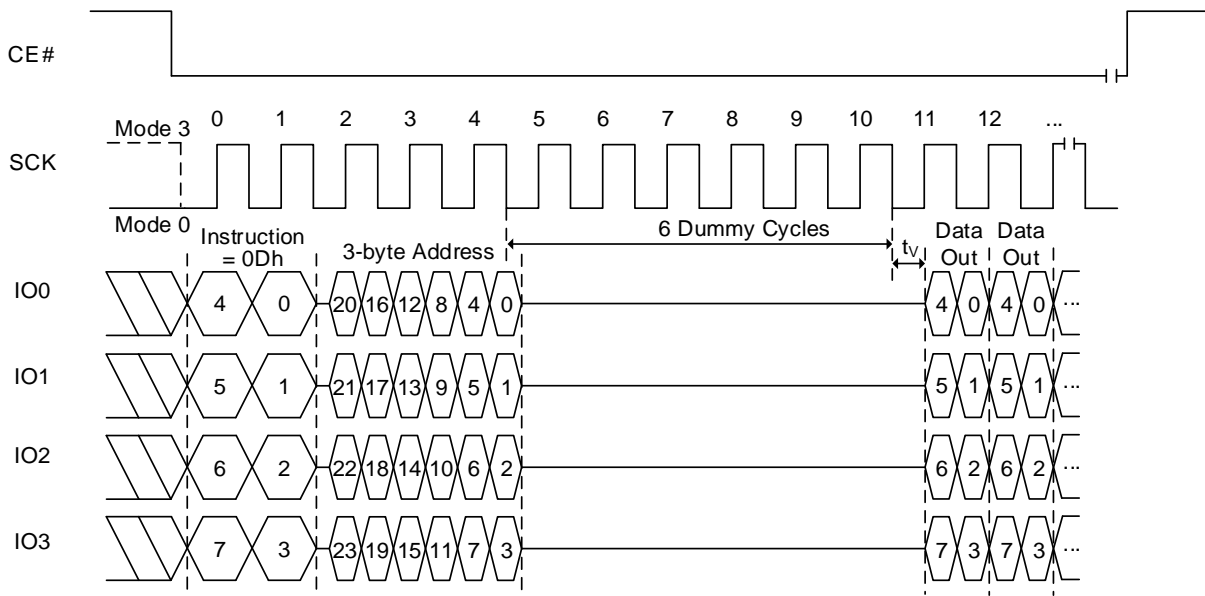 CE#
0 1 2 3 4 5 6 7 8 9 10 11 12 ...
Mode 3
SCK
Mode 0
Instruction
= 0Dh
3-byte Address
6 Dummy Cycles
tV
Data
Out
Data
Out
IO0 4 0 20 16 12 8 4 0 4 0 4 0 ...
IO1 5 1 21 17 13 9 5 1 5 1 5 1 ...
IO2 6 2 22 18 14 10 6 2 6 2 6 2 ...
IO3 7 3 23 19 15 11 7 3 7 3 7 3 ...